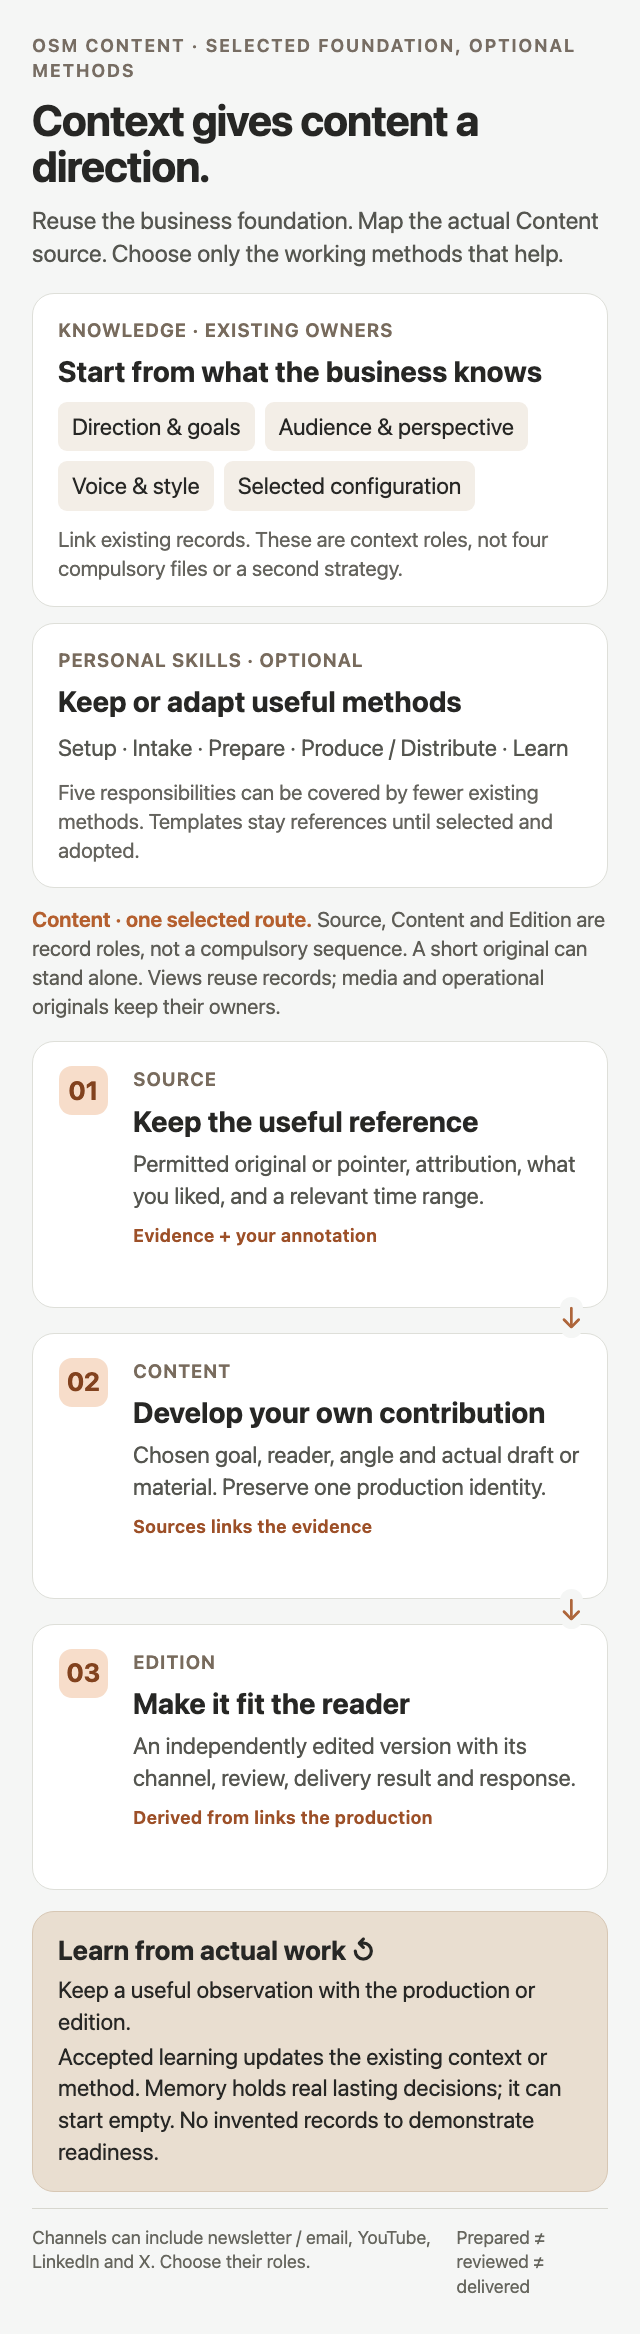 OSM CONTENT · SELECTED FOUNDATION, OPTIONAL
METHODS
Context gives content a
direction.
Reuse the business foundation. Map the actual Content
source. Choose only the working methods that help.
KNOWLEDGE · EXISTING OWNERS
Start from what the business knows
Direction & goals
Audience & perspective
Voice & style
Selected configuration
Link existing records. These are context roles, not four
compulsory files or a second strategy.
PERSONAL SKILLS · OPTIONAL
Keep or adapt useful methods
Setup · Intake · Prepare · Produce / Distribute · Learn
Five responsibilities can be covered by fewer existing
methods. Templates stay references until selected and
adopted.
Content · one selected route. Source, Content and Edition are
record roles, not a compulsory sequence. A short original can
stand alone. Views reuse records; media and operational
originals keep their owners.
01
SOURCE
Keep the useful reference
Permitted original or pointer, attribution, what
you liked, and a relevant time range.
Evidence + your annotation
↓
02
CONTENT
Develop your own contribution
Chosen goal, reader, angle and actual draft or
material. Preserve one production identity.
Sources links the evidence
↓
03
EDITION
Make it fit the reader
An independently edited version with its
channel, review, delivery result and response.
Derived from links the production
Learn from actual work ↺
Keep a useful observation with the production or
edition.
Accepted learning updates the existing context or
method. Memory holds real lasting decisions; it can
start empty. No invented records to demonstrate
readiness.
Channels can include newsletter / email, YouTube,
LinkedIn and X. Choose their roles.
Prepared ≠
reviewed ≠
delivered